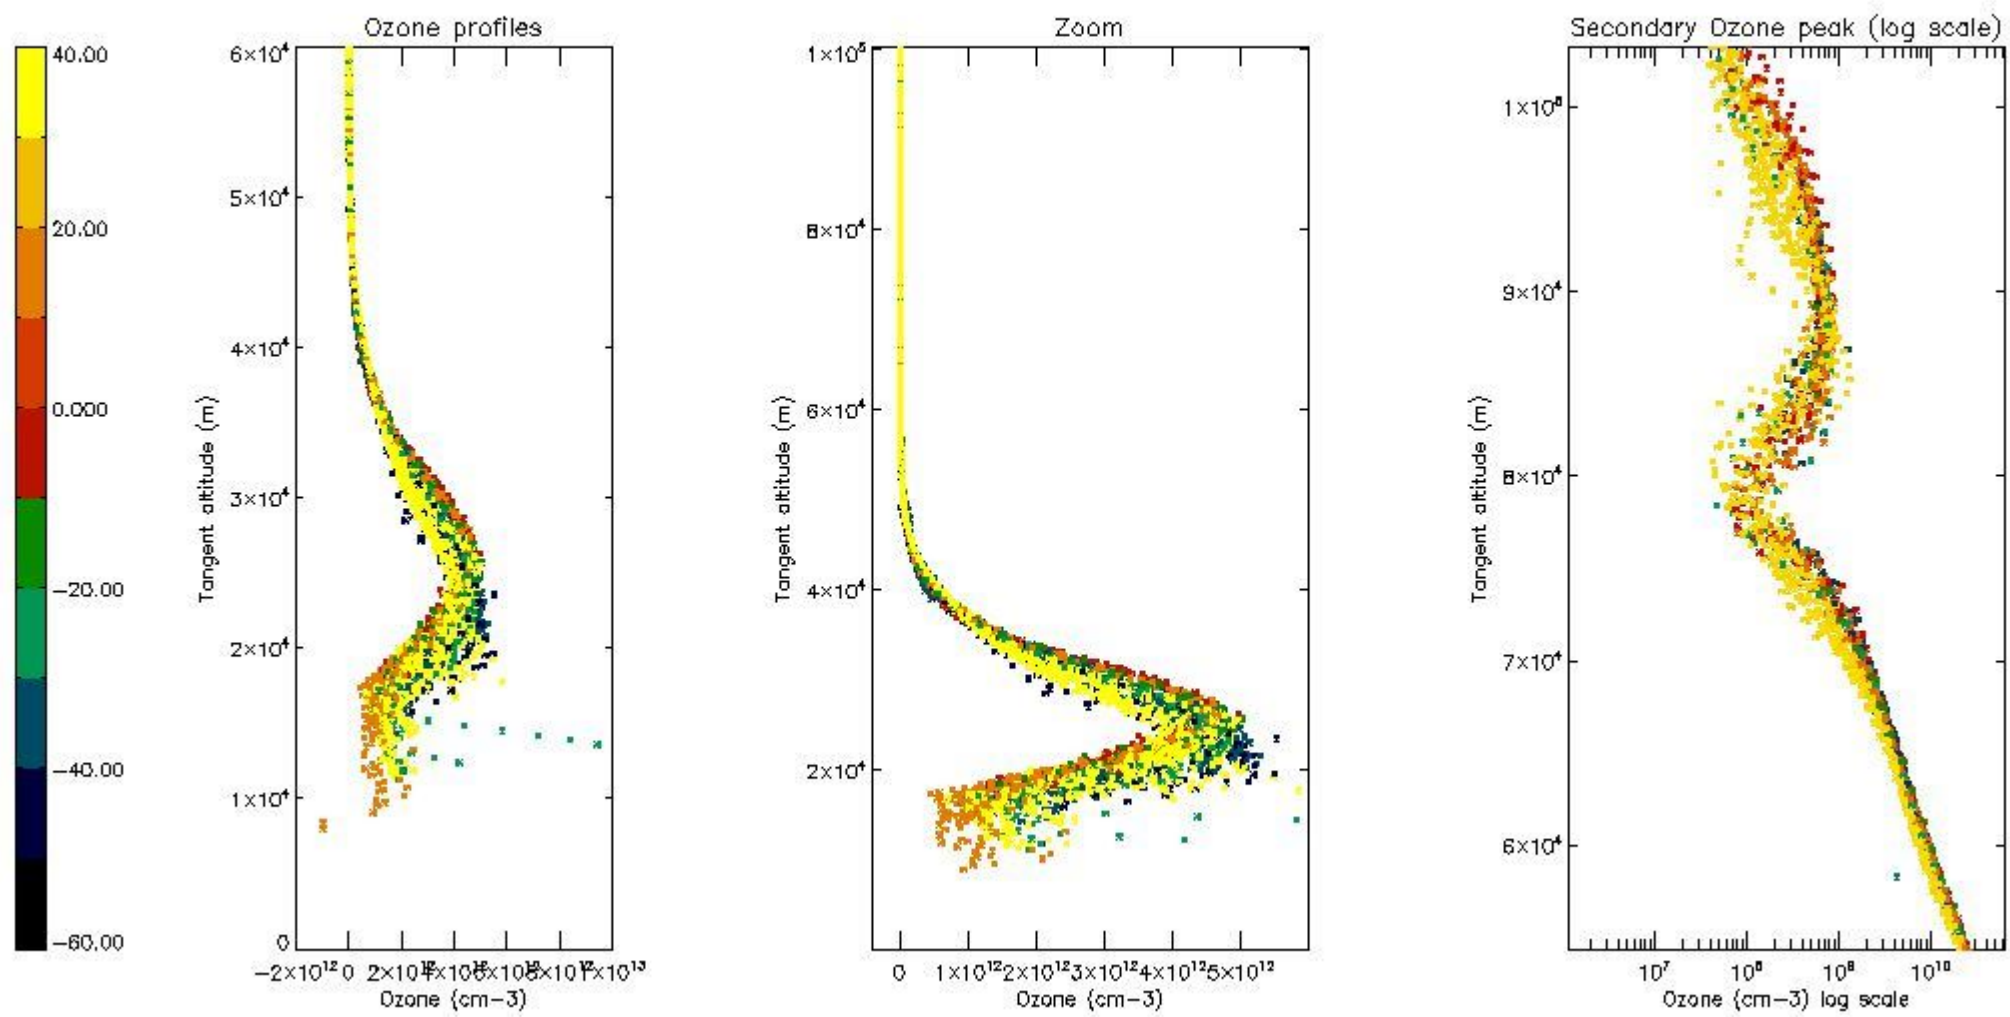 Ozone profiles
Zoom
Secondary Ozone peak (log scale)
40.00
20.00
0.000
-20.00
-40.00
-60.00
6×10⁴
5×10⁴
4×10⁴
3×10⁴
2×10⁴
1×10⁴
0
Tangent altitude (m)
-2×10¹² 0
Ozone (cm-3)
1×10⁵
8×10⁴
6×10⁴
4×10⁴
2×10⁴
Tangent altitude (m)
0 1×10¹² 2×10¹² 3×10¹² 4×10¹² 5×10¹²
Ozone (cm-3)
1×10⁵
9×10⁴
8×10⁴
7×10⁴
6×10⁴
Tangent altitude (m)
10⁷ 10⁸ 10⁹ 10¹⁰
Ozone (cm-3) log scale